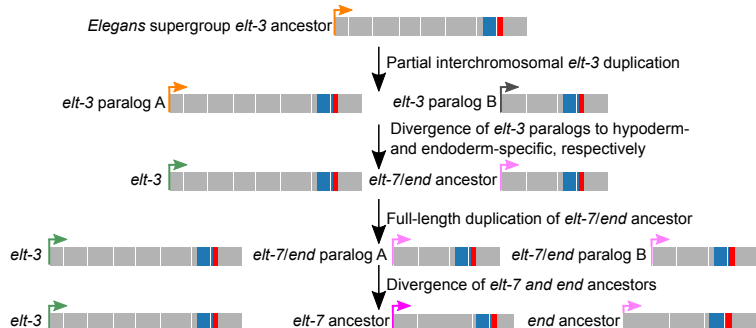 Elegans supergroup elt-3 ancestor
Partial interchromosomal elt-3 duplication
elt-3 paralog A
elt-3 paralog B
Divergence of elt-3 paralogs to hypoderm-
and endoderm-specific, respectively
elt-3
elt-7/end ancestor
Full-length duplication of elt-7/end ancestor
elt-3
elt-7/end paralog A
elt-7/end paralog B
Divergence of elt-7 and end ancestors
elt-3
elt-7 ancestor
end ancestor